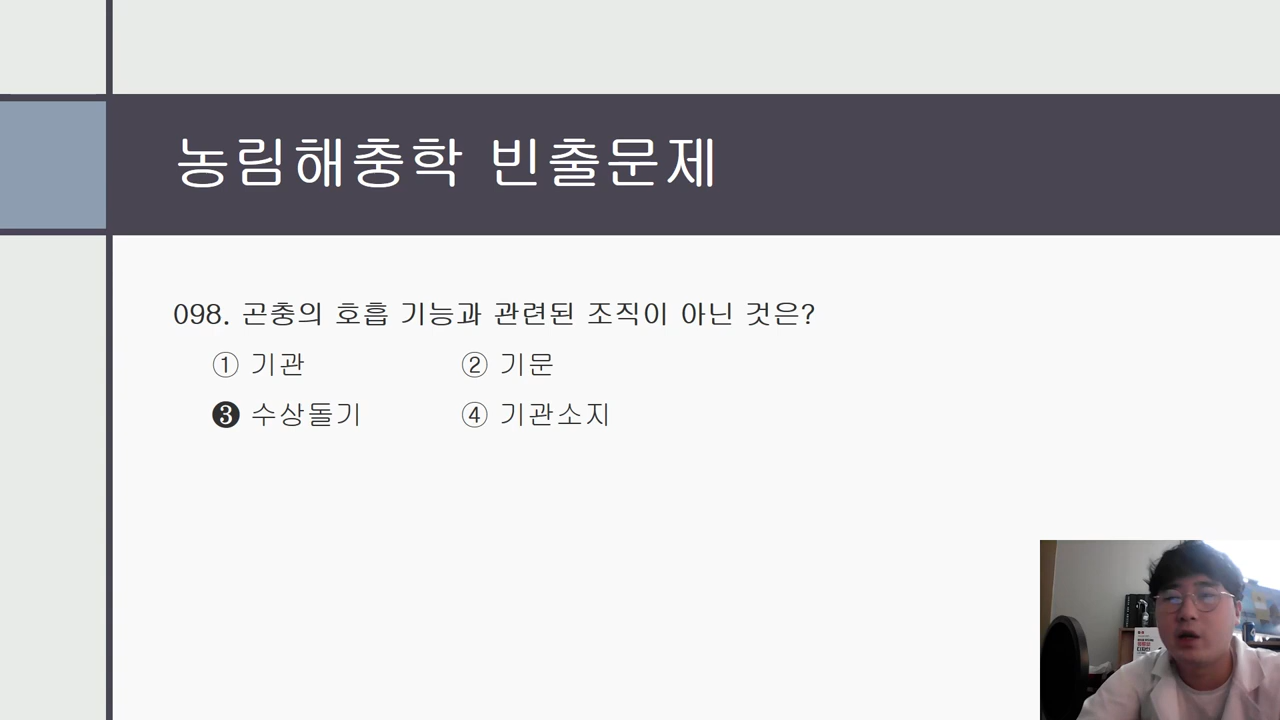 농림해충학 빈출문제
098. 곤충의 호흡 기능과 관련된 조직이 아닌 것은?
① 기관 ② 기문
❸ 수상돌기 ④ 기관소지